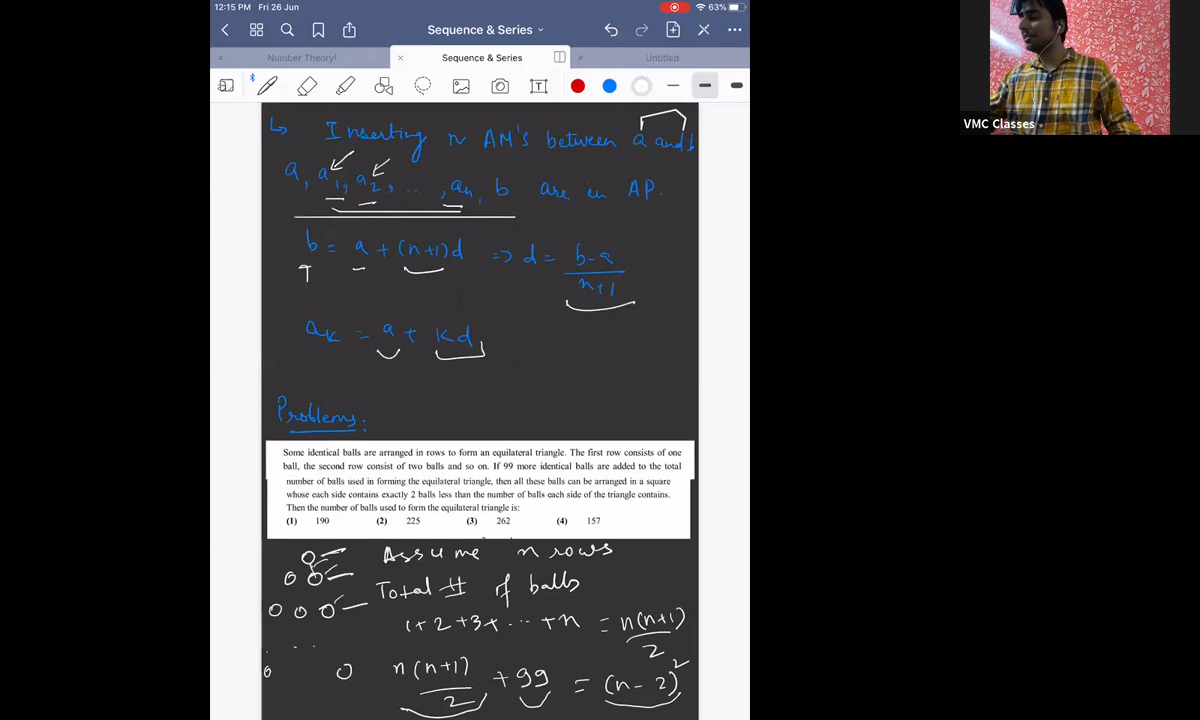 12:15 PM Fri 26 Jun
63%
Sequence & Series
Number Theory!
Sequence & Series
Untitled
VMC Classes
↳ Inserting n AM's between a and b
a, a1, a2, ..., an, b are in AP.
b = a + (n+1)d ⇒ d = b-a / n+1
ak = a + kd
Problems:
Some identical balls are arranged in rows to form an equilateral triangle. The first row consists of one
ball, the second row consist of two balls and so on. If 99 more identical balls are added to the total
number of balls used in forming the equilateral triangle, then all these balls can be arranged in a square
whose each side contains exactly 2 balls less than the number of balls each side of the triangle contains.
Then the number of balls used to form the equilateral triangle is:
(1) 190 (2) 225 (3) 262 (4) 157
Assume n rows
Total # of balls
1+2+3+ ... +n = n(n+1)/2
n(n+1)/2 + 99 = (n-2)²